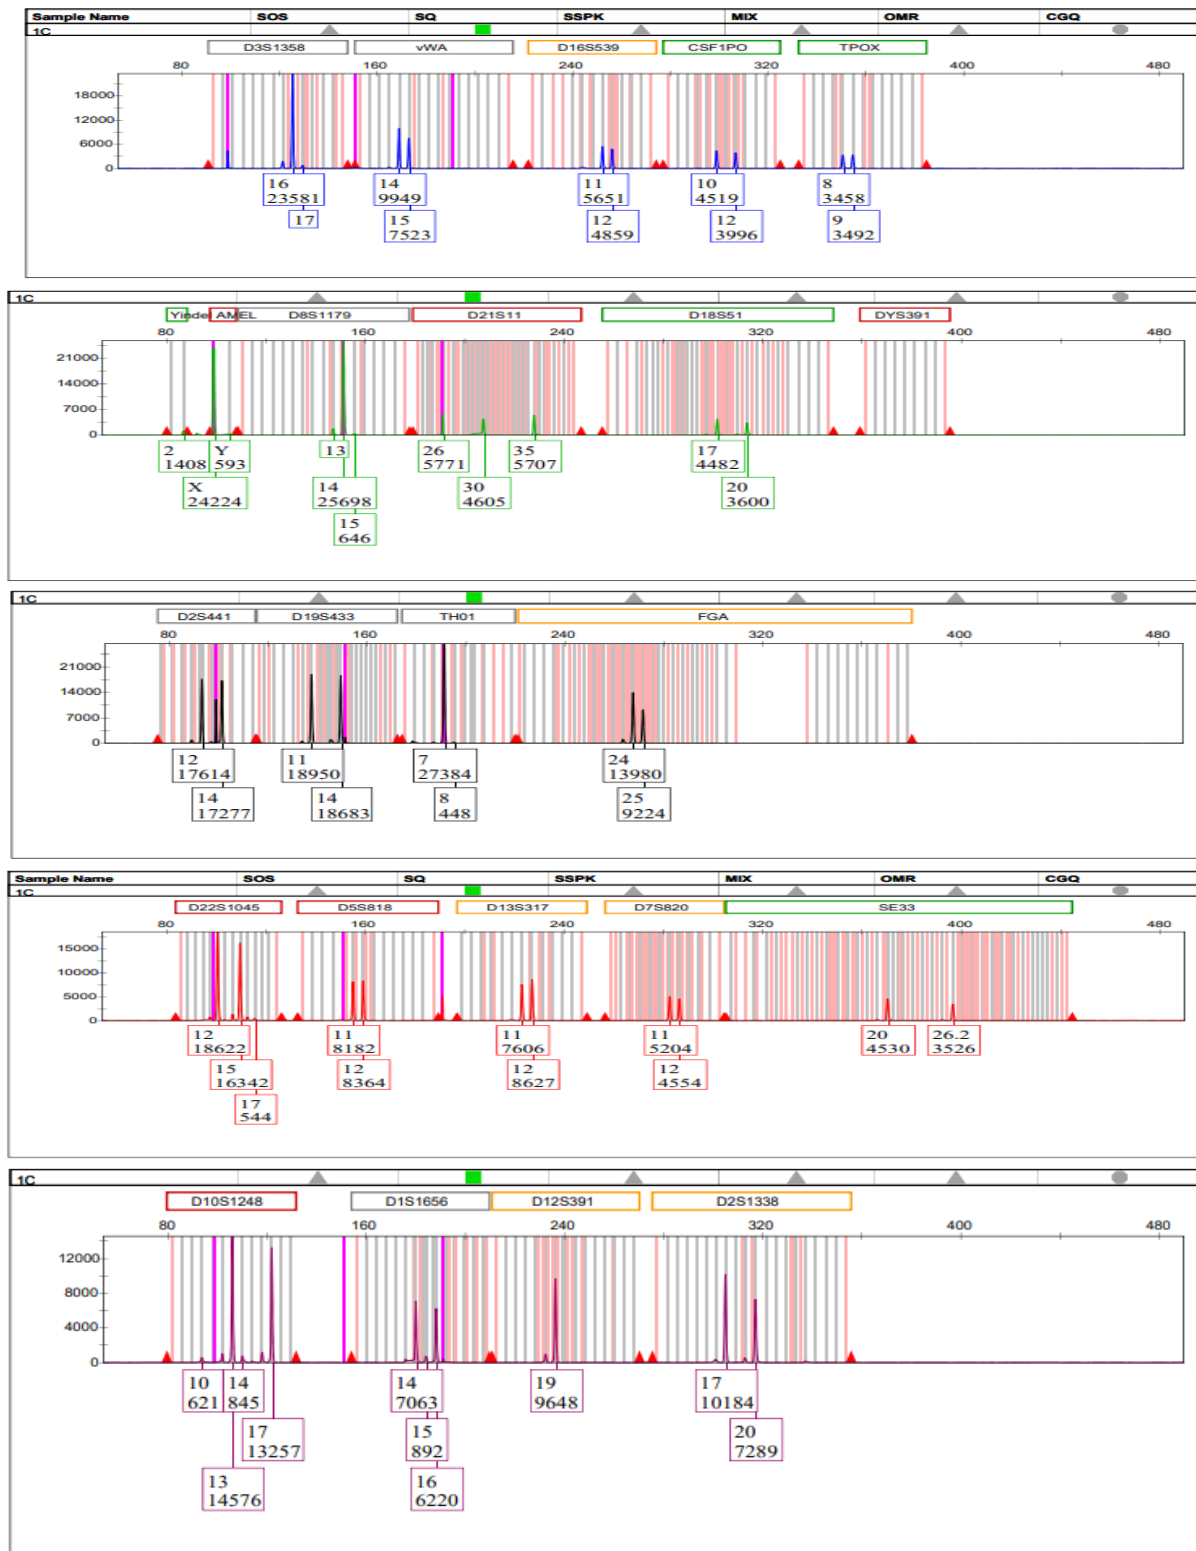 Sample Name SOS SQ SSPK MIX OMR CGQ
1C
D3S1358 vWA D16S539 CSF1PO TPOX
80 160 240 320 400 480
18000
12000
6000
0
16 14 11 10 8
23581 9949 5651 4519 3458
17 15 12 12 9
7523 4859 3996 3492
1C
Yindel AMEL D8S1179 D21S11 D18S51 DYS391
80 160 240 320 400 480
21000
14000
7000
0
2 Y 13 26 35 17
1408 593 5771 5707 4482
X 14 30 20
24224 25698 4605 3600
15
646
1C
D2S441 D19S433 TH01 FGA
80 160 240 320 400 480
21000
14000
7000
0
12 11 7 24
17614 18950 27384 13980
14 14 8 25
17277 18683 448 9224
Sample Name SOS SQ SSPK MIX OMR CGQ
1C
D22S1045 D5S818 D13S317 D7S820 SE33
80 160 240 320 400 480
15000
10000
5000
0
12 11 11 11 20 26.2
18622 8182 7606 5204 4530 3526
15 12 12 12
16342 8364 8627 4554
17
544
1C
D10S1248 D1S1656 D12S391 D2S1338
80 160 240 320 400 480
12000
8000
4000
0
10 14 14 19 17
621 845 7063 9648 10184
17 15 20
13257 892 7289
13 16
14576 6220